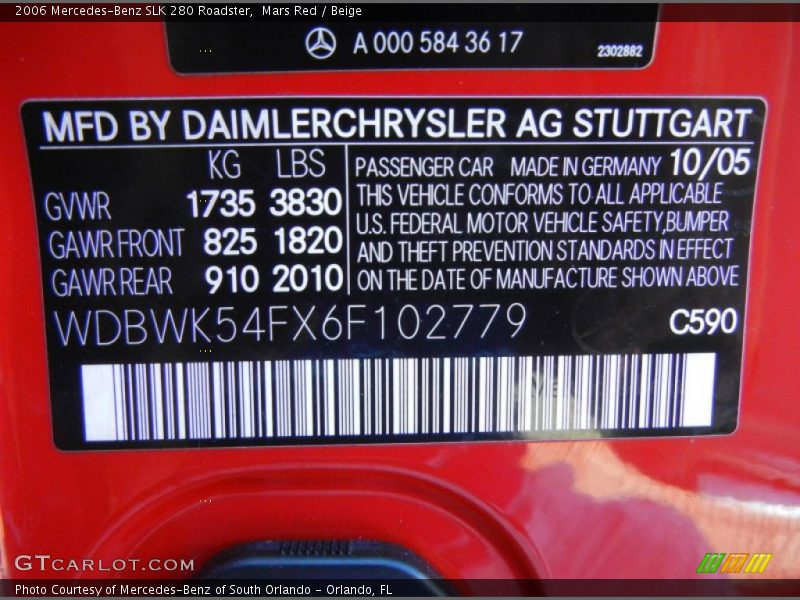 2006 Mercedes-Benz SLK 280 Roadster,  Mars Red / Beige
A 000 584 36 17
2302882
MFD BY DAIMLERCHRYSLER AG STUTTGART
KG LBS
GVWR 1735 3830
GAWR FRONT 825 1820
GAWR REAR 910 2010
PASSENGER CAR MADE IN GERMANY 10/05
THIS VEHICLE CONFORMS TO ALL APPLICABLE
U.S. FEDERAL MOTOR VEHICLE SAFETY,BUMPER
AND THEFT PREVENTION STANDARDS IN EFFECT
ON THE DATE OF MANUFACTURE SHOWN ABOVE
WDBWK54FX6F102779 C590
GTCARLOT.COM
Photo Courtesy of Mercedes-Benz of South Orlando - Orlando, FL